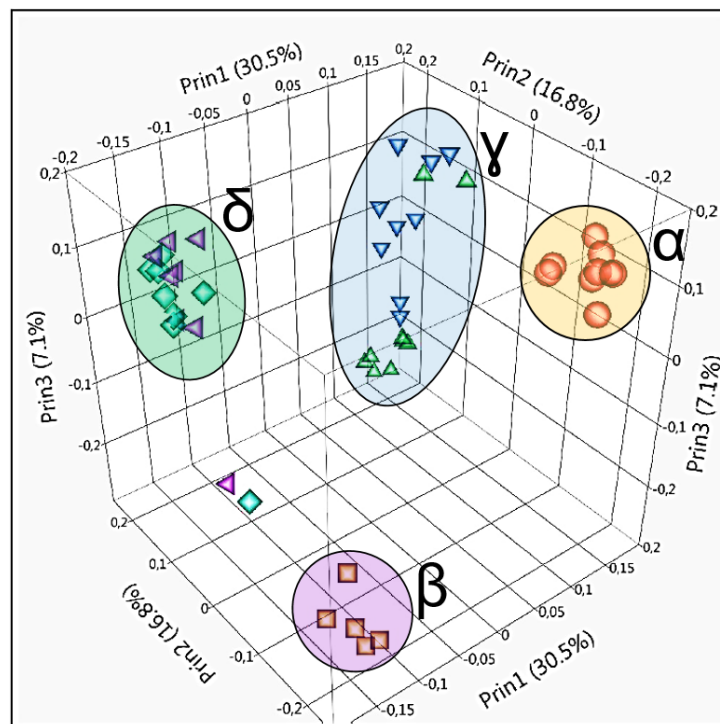 Prin1 (30.5%)
Prin2 (16.8%)
-0,2 -0,15 -0,1 -0,05 0 0,05 0,1 0,15 0,2
0,2 0,1 0 -0,1 -0,2
0,2
0,1
0
-0,1
-0,2
Prin3 (7.1%)
δ
γ
α
β
0,2
0,1
0
-0,1
-0,2
Prin3 (7.1%)
0,2
0,1
0
-0,1
-0,2
Prin2 (16.8%)
0,2
0,15
0,1
0,05
0
-0,05
-0,1
-0,15
Prin1 (30.5%)